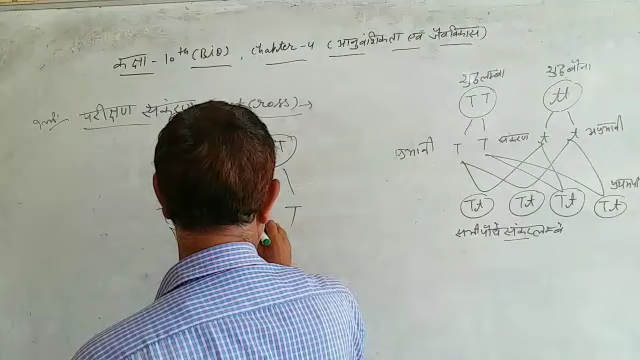 कक्षा - 10th (BiO), Chapter-4 (आनुवंशिकता एवं जैवविकास)
परीक्षण संकरण Cross) →
शुद्ध लम्बा शुद्ध बौना
TT tt
T
प्रभावी T T संकरण t t अप्रभावी
T
Tt Tt Tt Tt
सभी पौधे संकर लम्बे